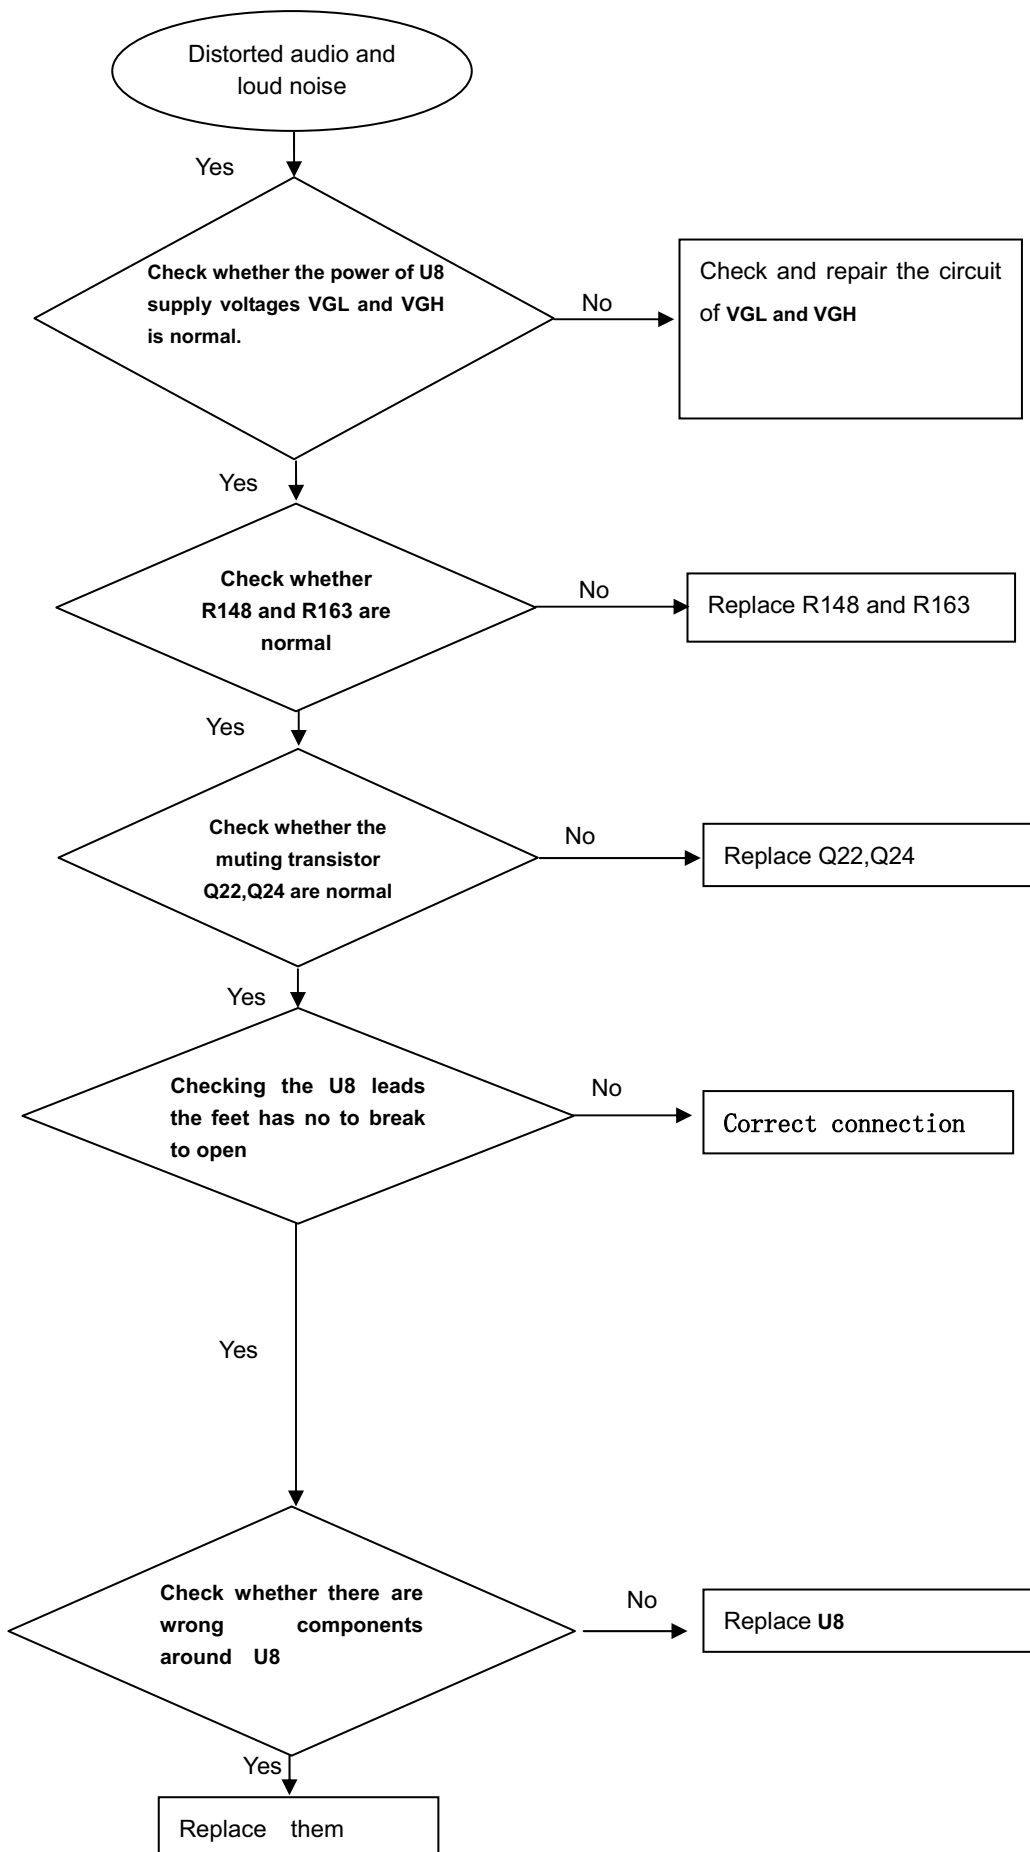 Distorted audio and
loud noise
Yes
Check whether the power of U8
supply voltages VGL and VGH
is normal.
No
Check and repair the circuit
of VGL and VGH
Yes
Check whether
R148 and R163 are
normal
No
Replace R148 and R163
Yes
Check whether the
muting transistor
Q22,Q24 are normal
No
Replace Q22,Q24
Yes
Checking the U8 leads
the feet has no to break
to open
No
Correct connection
Yes
Check whether there are
wrong components
around U8
No
Replace U8
Yes
Replace them